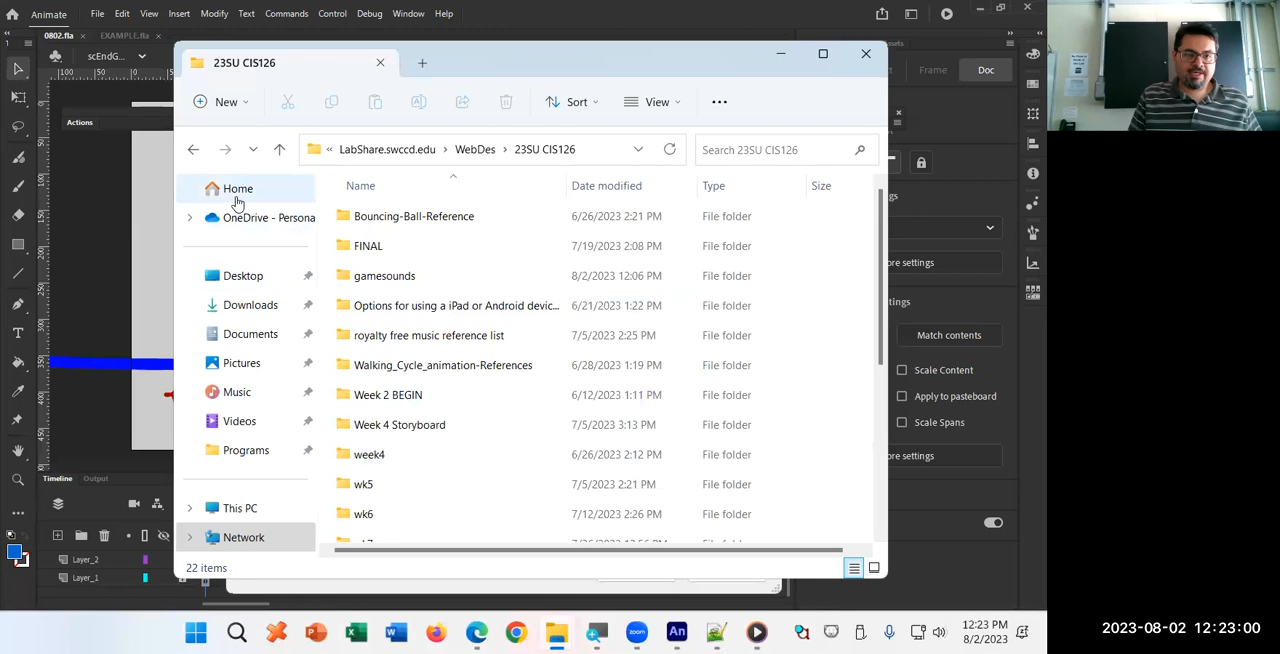 Animate File Edit View Insert Modify Text Commands Control Debug Window Help
0802.fla × EXAMPLE.fla ×
scEndG...
100 50
Actions
23SU CIS126
New Sort View
« LabShare.swccd.edu > WebDes > 23SU CIS126
Search 23SU CIS126
Name Date modified Type Size
Home
OneDrive - Persona
Desktop
Downloads
Documents
Pictures
Music
Videos
Programs
This PC
Network
Bouncing-Ball-Reference 6/26/2023 2:21 PM File folder
FINAL 7/19/2023 2:08 PM File folder
gamesounds 8/2/2023 12:06 PM File folder
Options for using a iPad or Android devic... 6/21/2023 1:22 PM File folder
royalty free music reference list 7/5/2023 2:25 PM File folder
Walking_Cycle_animation-References 6/28/2023 1:19 PM File folder
Week 2 BEGIN 6/12/2023 1:11 PM File folder
Week 4 Storyboard 7/5/2023 3:13 PM File folder
week4 6/26/2023 2:12 PM File folder
wk5 7/5/2023 2:21 PM File folder
wk6 7/12/2023 2:26 PM File folder
22 items
Frame Doc
ore settings
Match contents
Scale Content
Apply to pasteboard
Scale Spans
ore settings
Timeline Output
Layer_2
Layer_1
12:23 PM
8/2/2023
2023-08-02 12:23:00